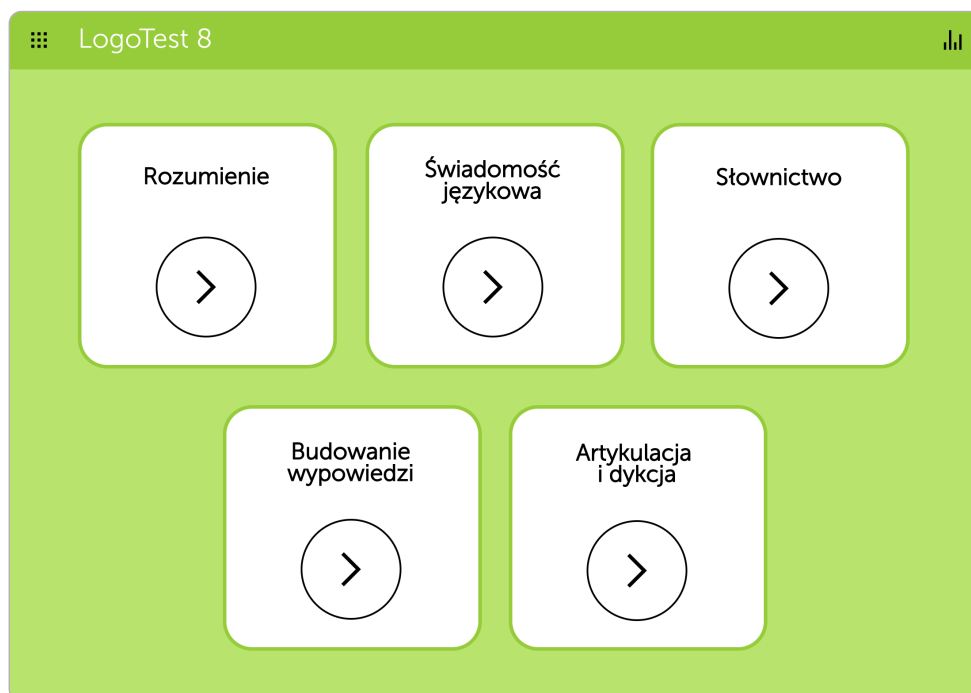 LogoTest 8
Rozumienie
Świadomość
językowa
Słownictwo
Budowanie
wypowiedzi
Artykulacja
i dykcja